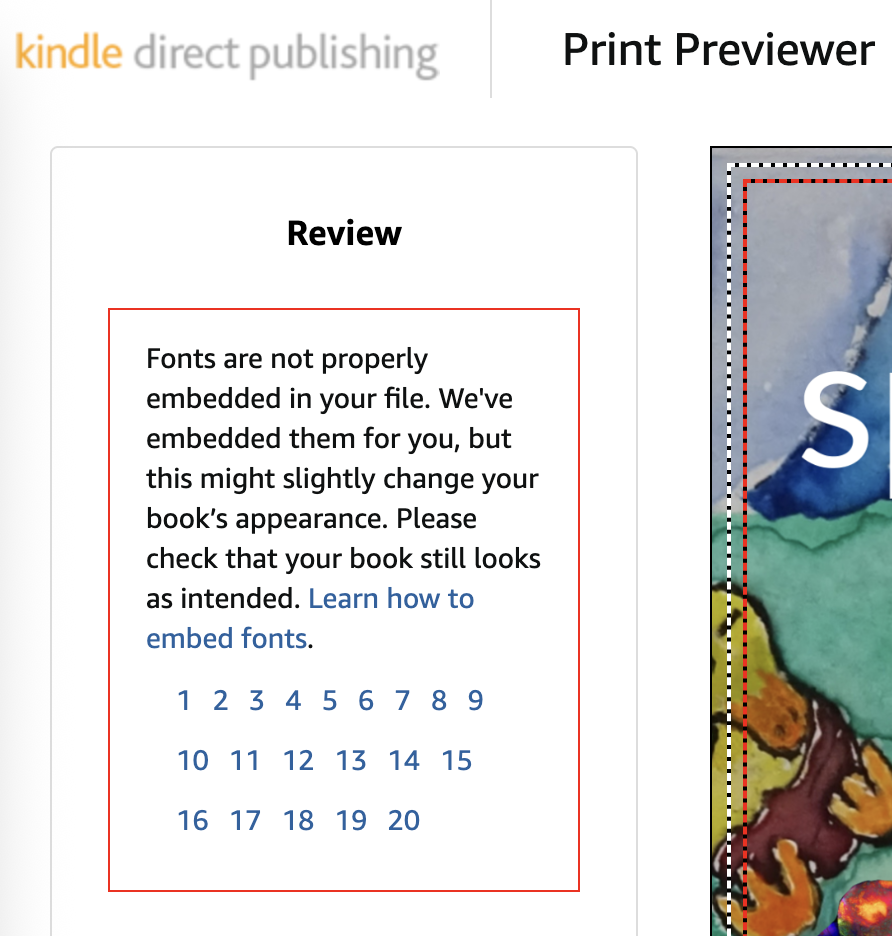 kindle direct publishing
Print Previewer
Review
Fonts are not properly
embedded in your file. We've
embedded them for you, but
this might slightly change your
book’s appearance. Please
check that your book still looks
as intended. Learn how to
embed fonts.
1 2 3 4 5 6 7 8 9
10 11 12 13 14 15
16 17 18 19 20
S